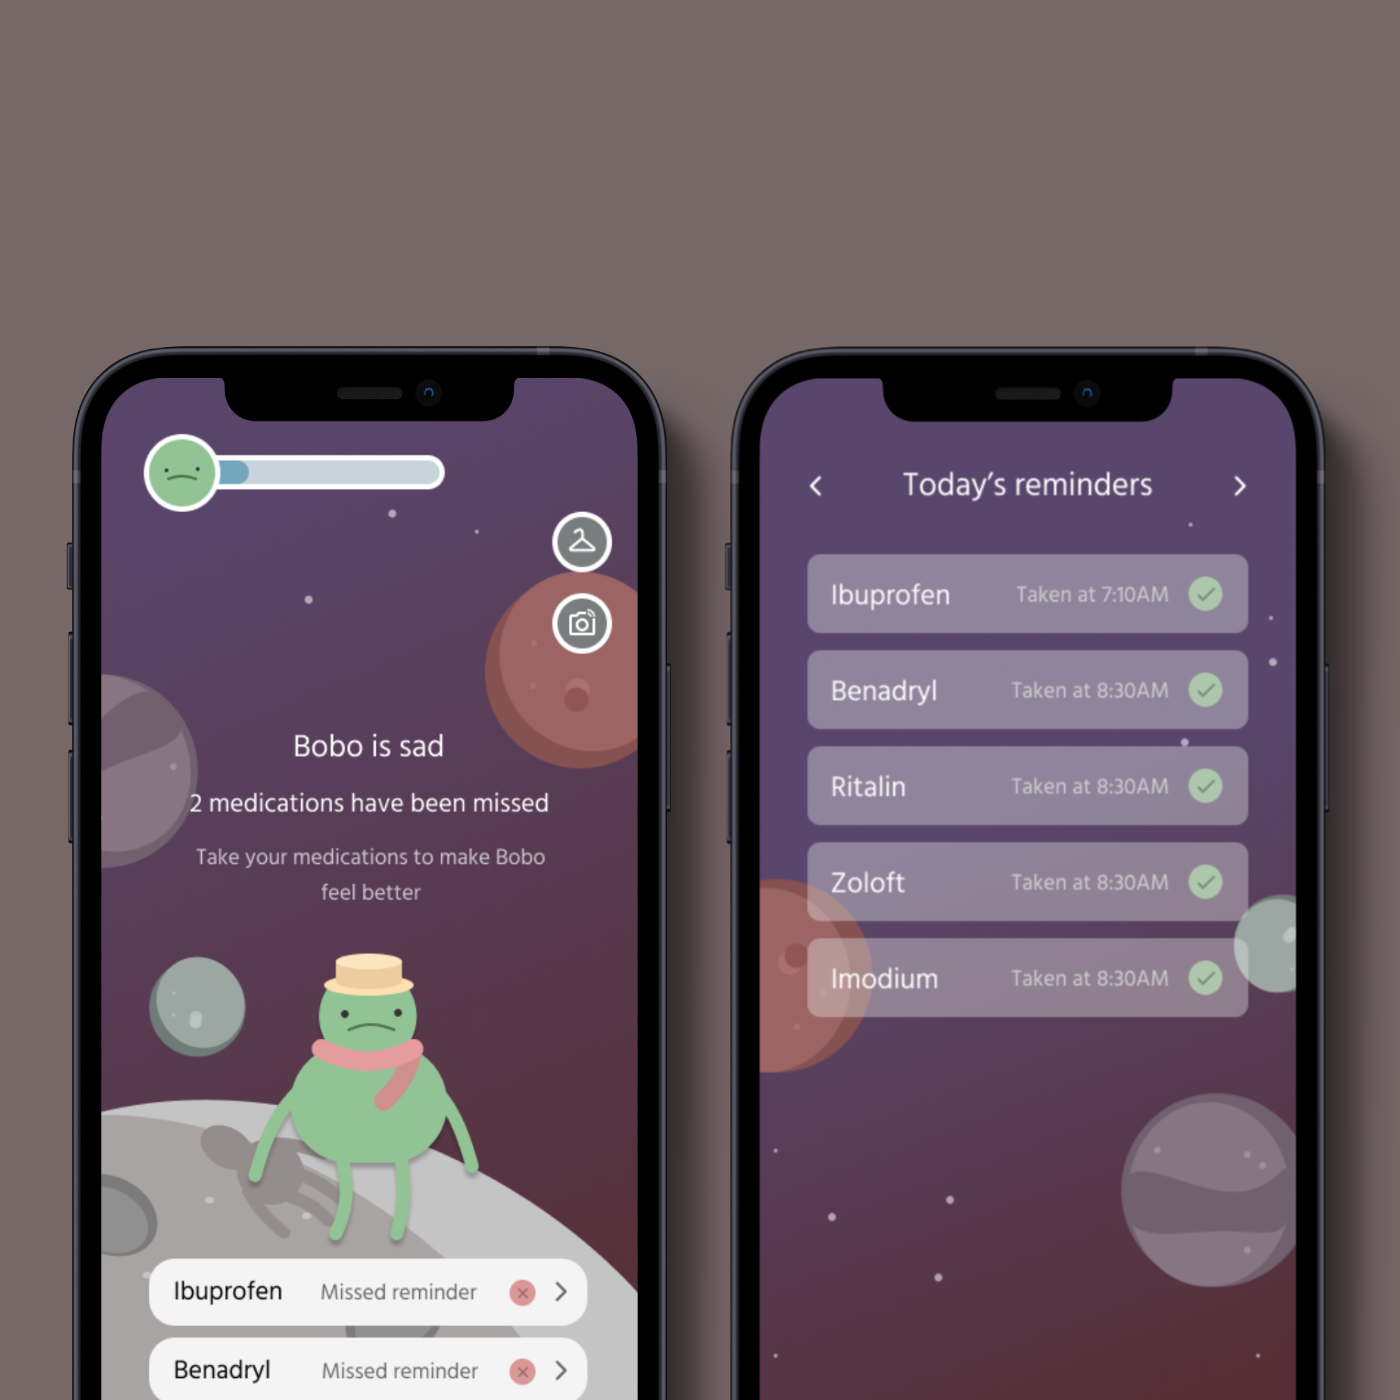 Bobo is sad
2 medications have been missed
Take your medications to make Bobo
feel better
Ibuprofen Missed reminder
Benadryl Missed reminder
Today's reminders
Ibuprofen Taken at 7:10AM
Benadryl Taken at 8:30AM
Ritalin Taken at 8:30AM
Zoloft Taken at 8:30AM
Imodium Taken at 8:30AM